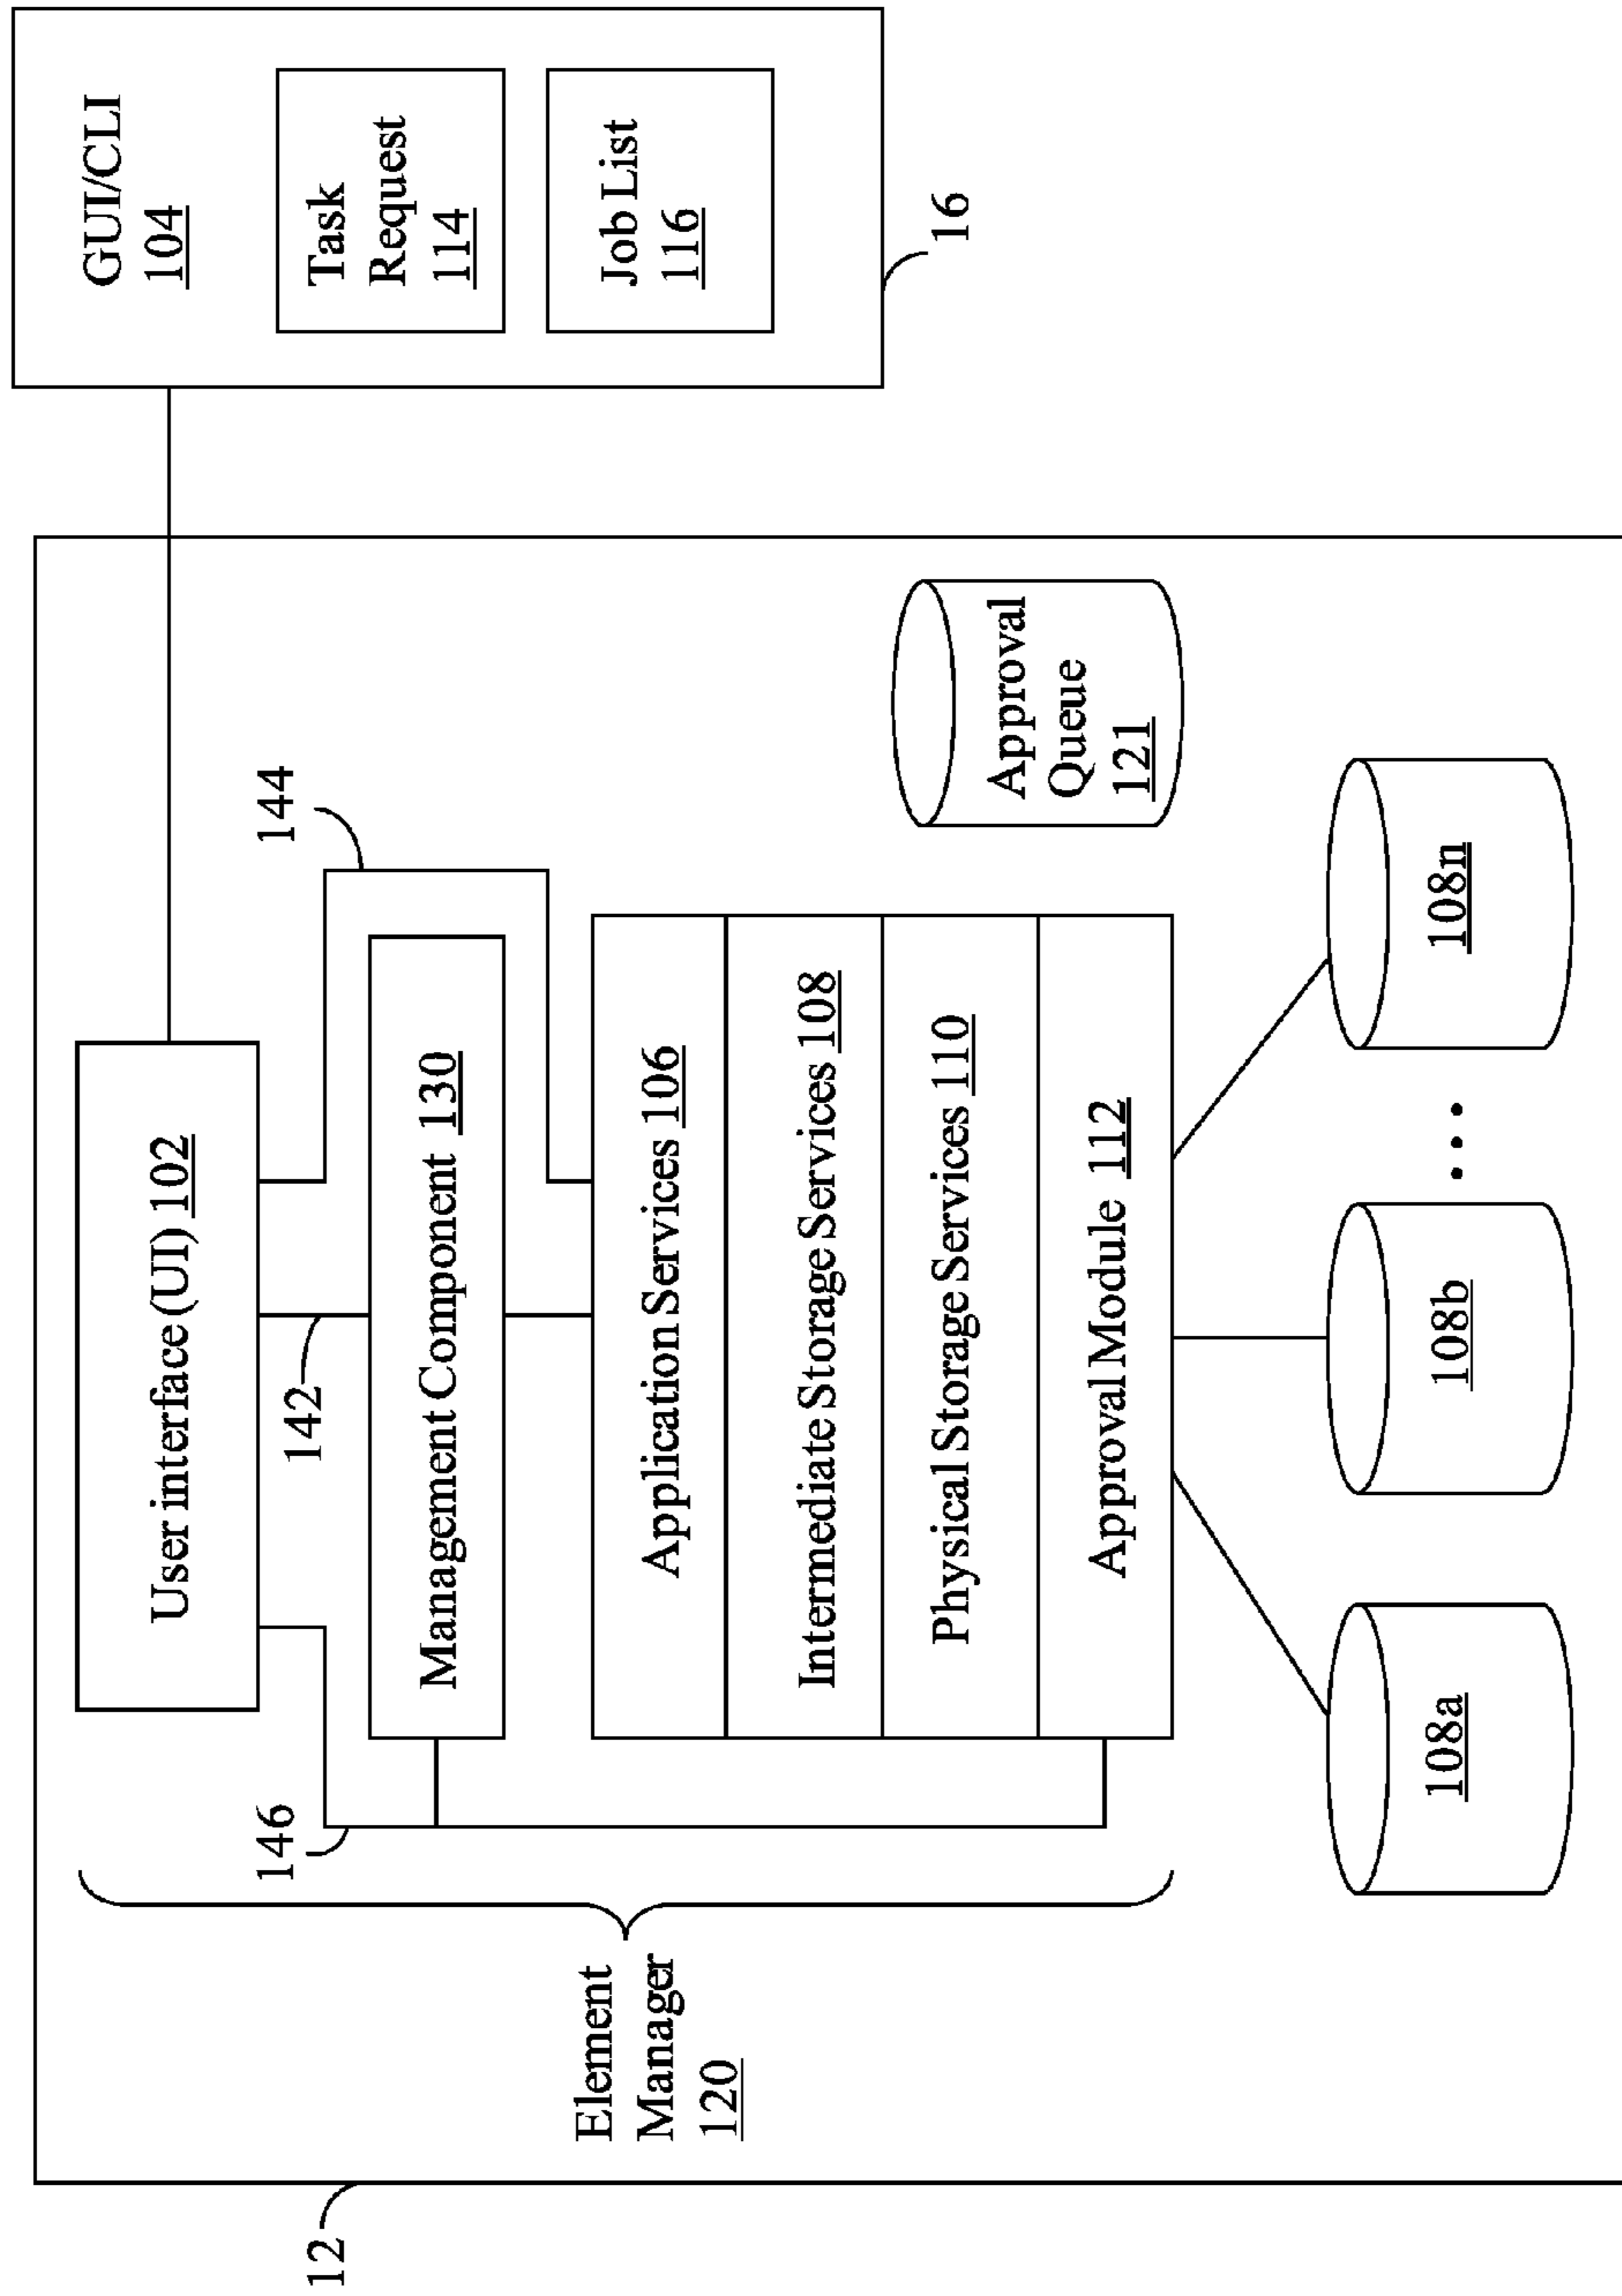 12
User interface (UI) 102
GUI/CLI
104
Task
Request
114
Job List
116
16
146
142
144
Management Component 130
Element
Manager
120
Application Services 106
Intermediate Storage Services 108
Physical Storage Services 110
Approval Module 112
Approval
Queue
121
108a
108b
...
108n